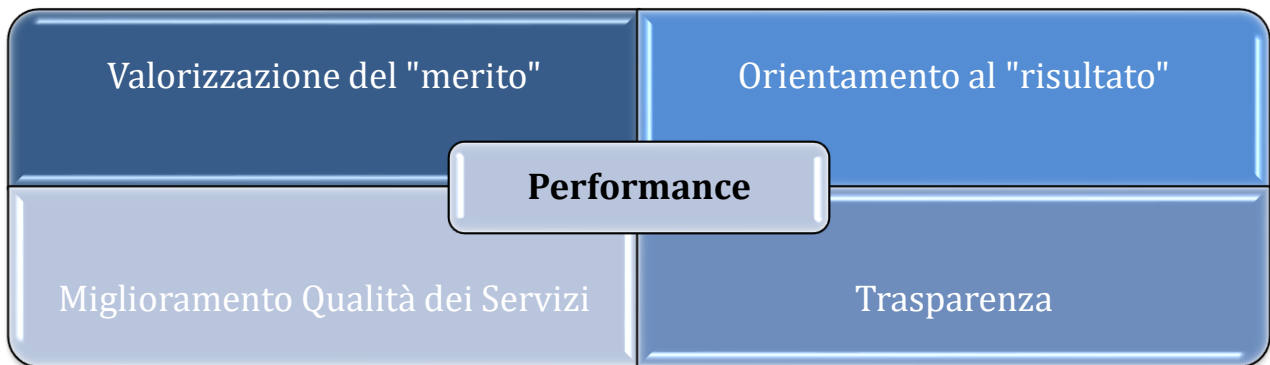 Valorizzazione del "merito"
Orientamento al "risultato"
Performance
Miglioramento Qualità dei Servizi
Trasparenza